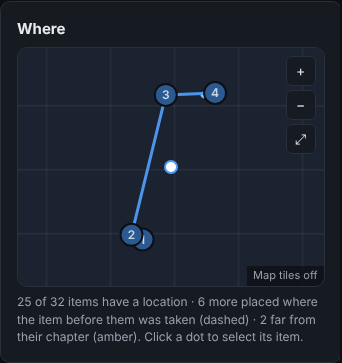 Where
+
3
4
−
2
1
Map tiles off
25 of 32 items have a location · 6 more placed where
the item before them was taken (dashed) · 2 far from
their chapter (amber). Click a dot to select its item.